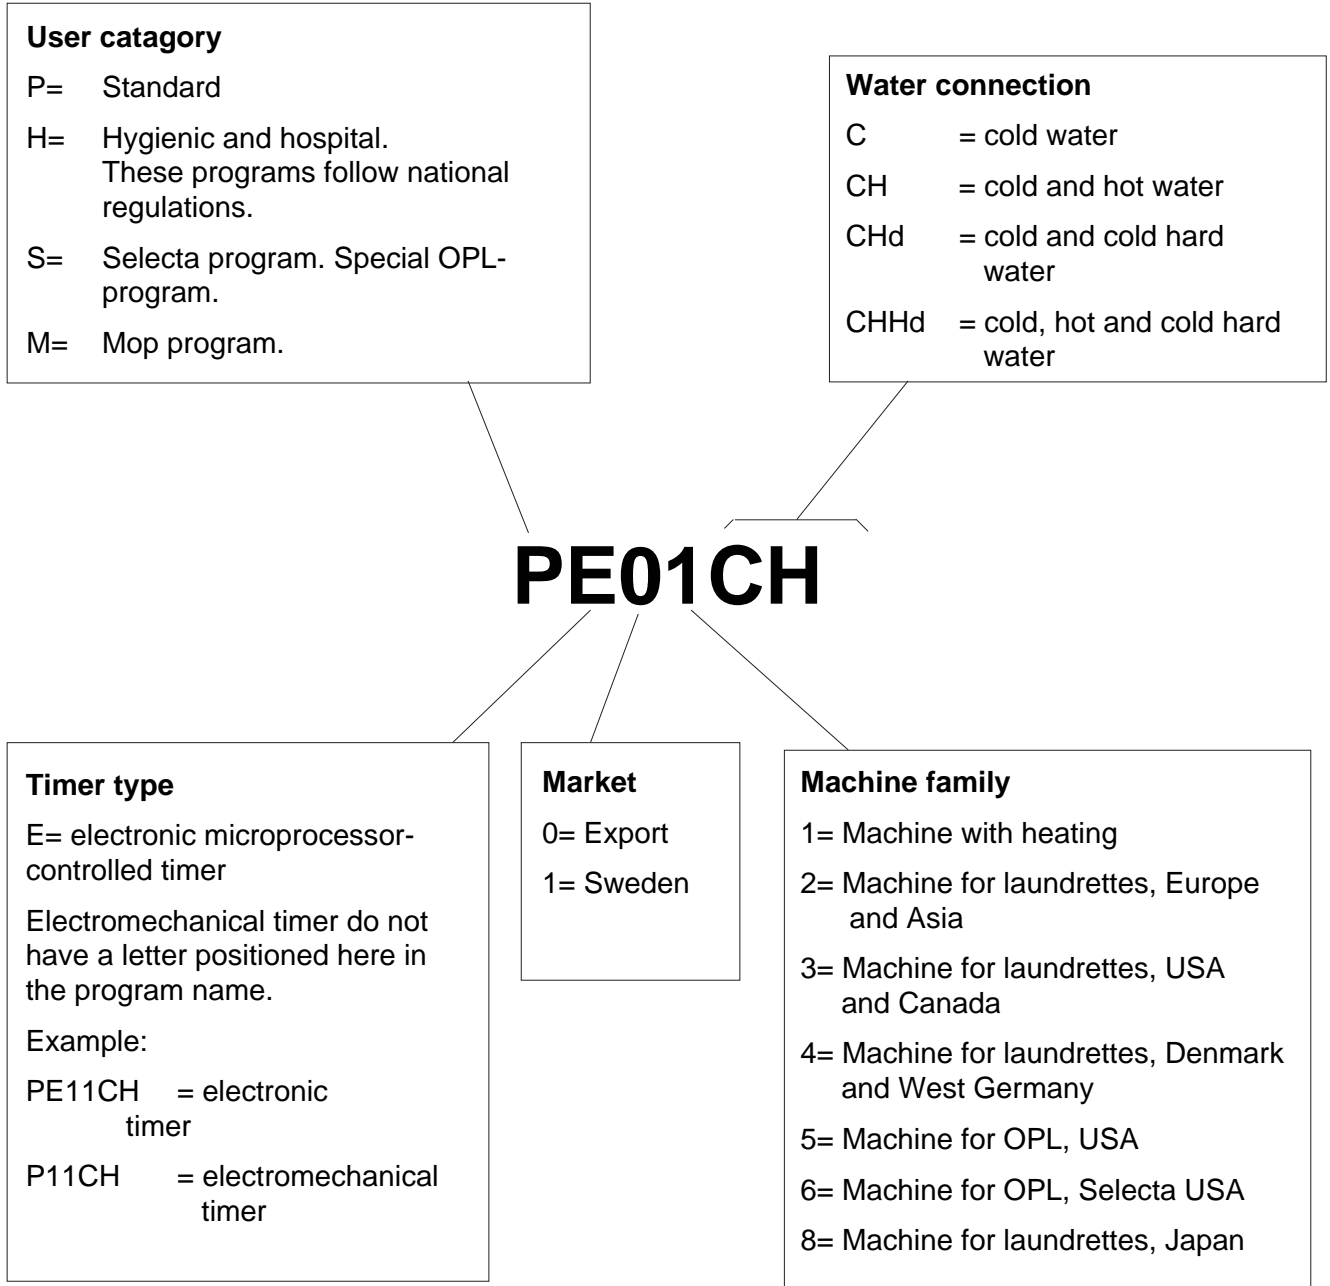 User catagory
P= Standard
H= Hygienic and hospital.
These programs follow national
regulations.
S= Selecta program. Special OPL-
program.
M= Mop program.
Water connection
C = cold water
CH = cold and hot water
CHd = cold and cold hard
water
CHHd = cold, hot and cold hard
water
PE01CH
Timer type
E= electronic microprocessor-
controlled timer
Electromechanical timer do not
have a letter positioned here in
the program name.
Example:
PE11CH = electronic
timer
P11CH = electromechanical
timer
Market
0= Export
1= Sweden
Machine family
1= Machine with heating
2= Machine for laundrettes, Europe
and Asia
3= Machine for laundrettes, USA
and Canada
4= Machine for laundrettes, Denmark
and West Germany
5= Machine for OPL, USA
6= Machine for OPL, Selecta USA
8= Machine for laundrettes, Japan